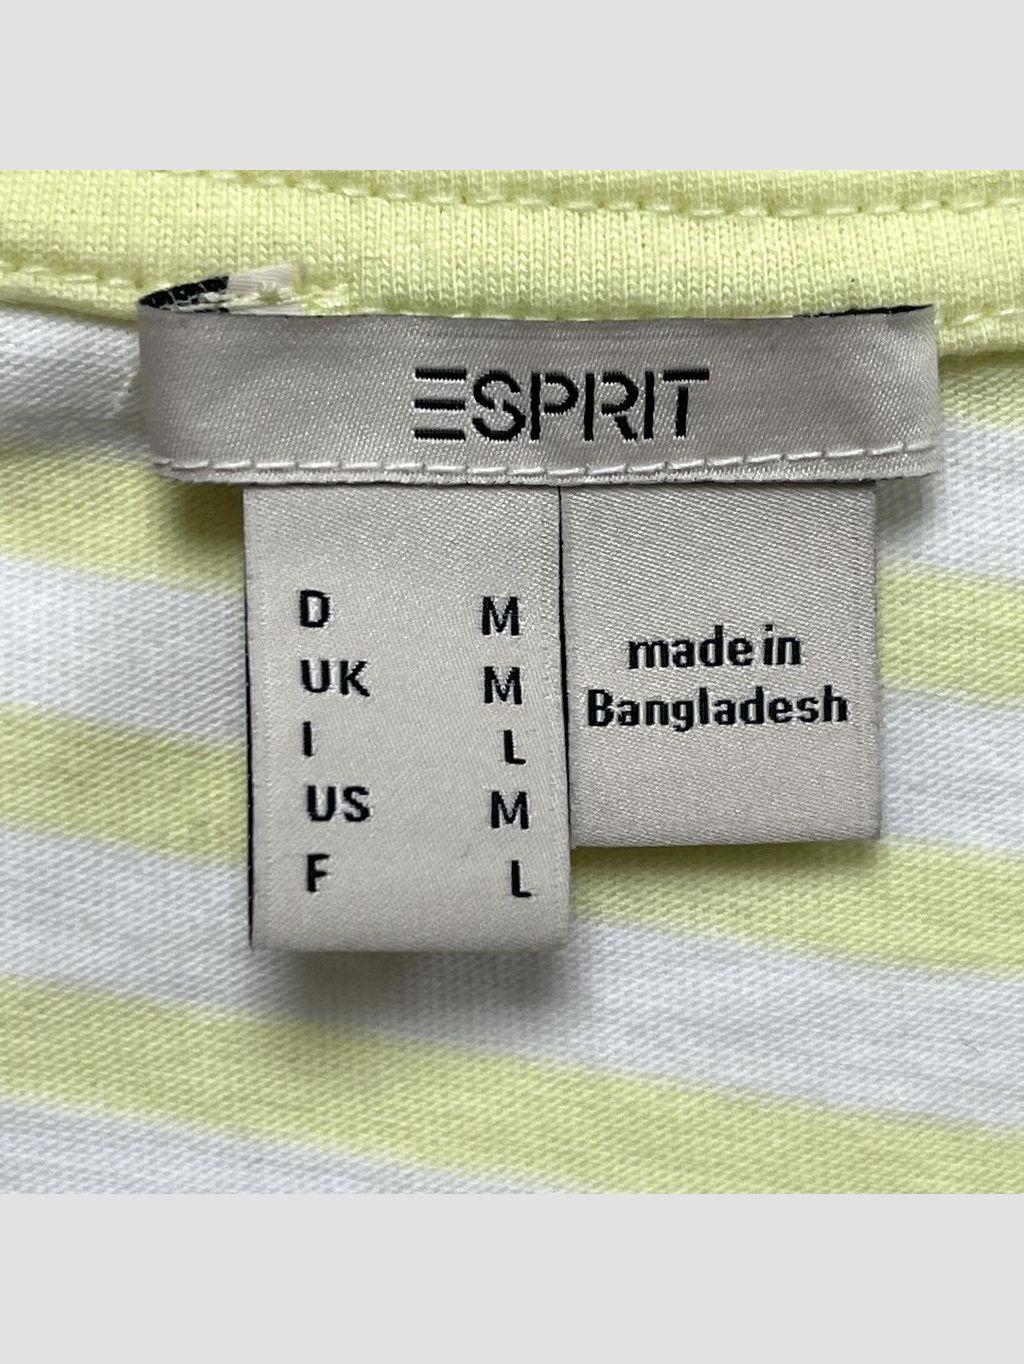 ESPRIT
D M
UK M
I L
US M
F L
made in
Bangladesh